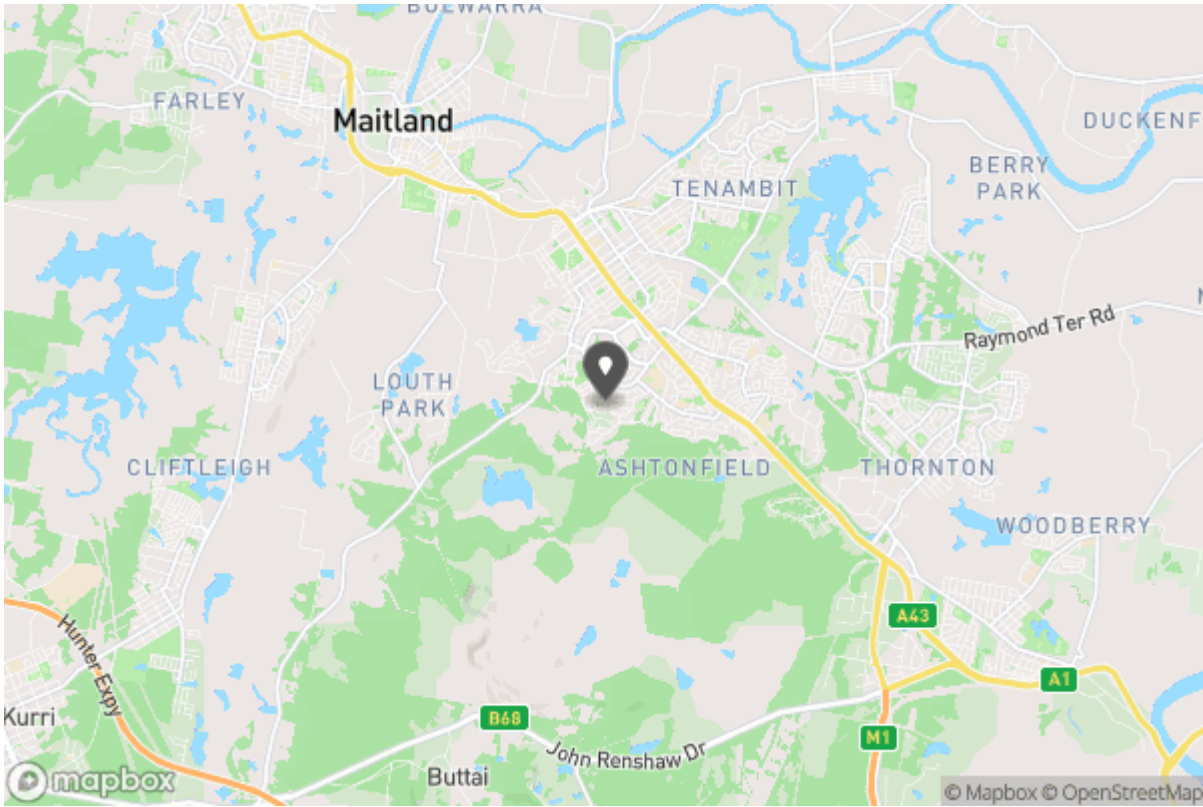 BOLWARRA
FARLEY
Maitland
DUCKENF
TENAMBIT
BERRY
PARK
Raymond Ter Rd
LOUTH
PARK
CLIFTLEIGH
ASHTONFIELD
THORNTON
WOODBERRY
A43
Hunter Expy
A1
Kurri
B68
M1
John Renshaw Dr
Buttai
mapbox
© Mapbox © OpenStreetMap